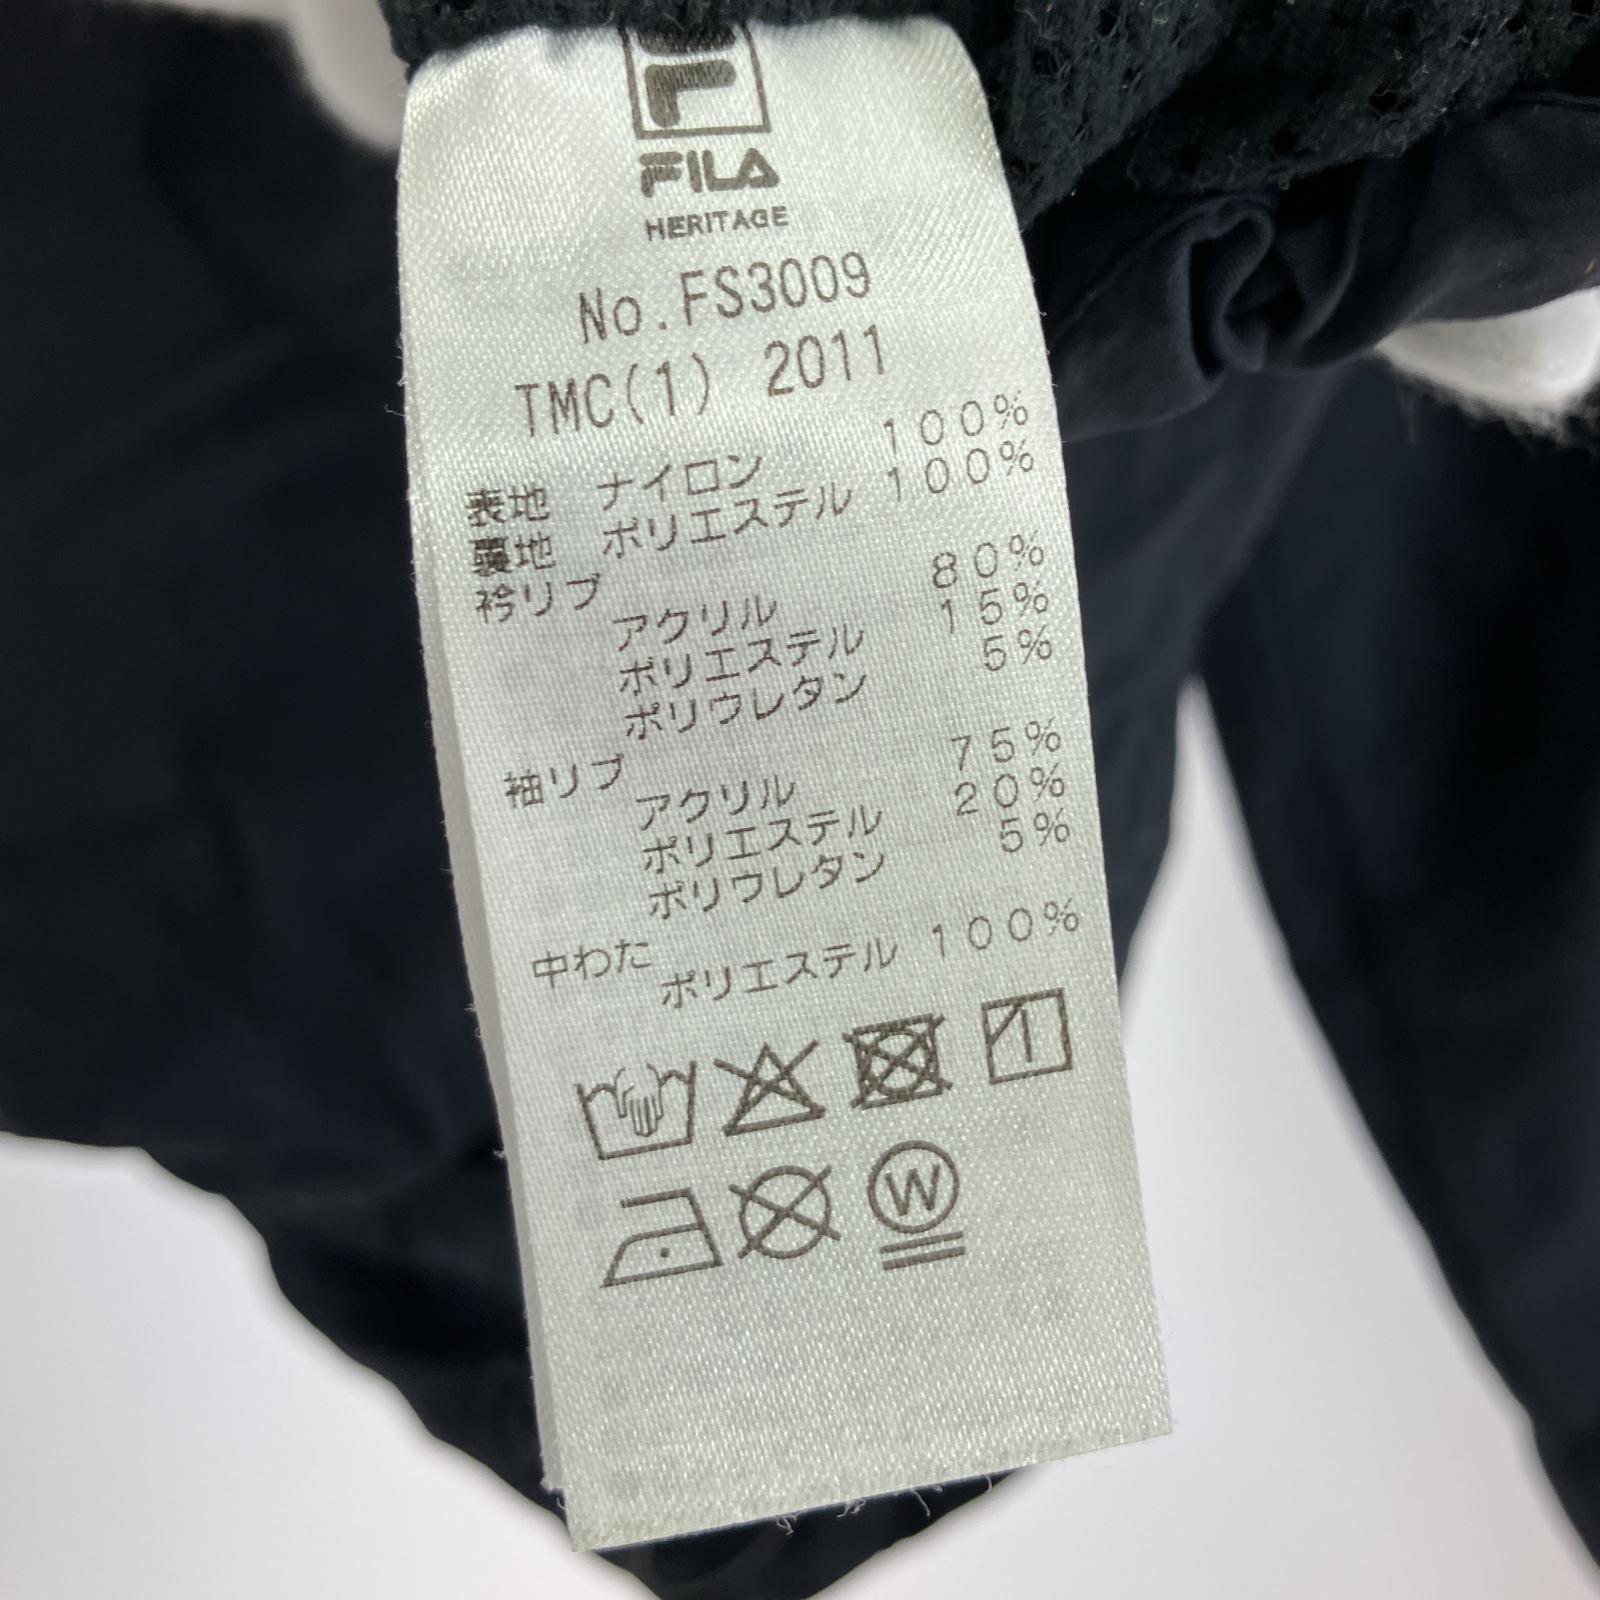 F
FILA
HERITAGE
No.FS3009
TMC(1) 2011
表地 ナイロン 100%
裏地 ポリエステル 100%
衿リブ
アクリル 80%
ポリエステル 15%
ポリウレタン 5%
袖リブ
アクリル 75%
ポリエステル 20%
ポリウレタン 5%
中わた
ポリエステル 100%
W